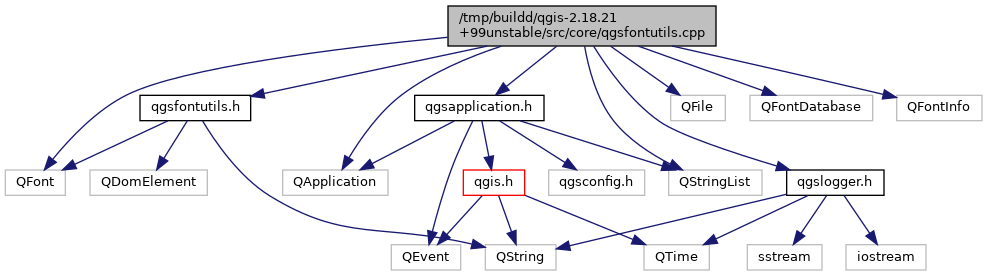 /tmp/buildd/qgis-2.18.21
+99unstable/src/core/qgsfontutils.cpp
qgsfontutils.h
qgsapplication.h
QFile
QFontDatabase
QFontInfo
QFont
QDomElement
QApplication
qgis.h
qgsconfig.h
QStringList
qgslogger.h
QEvent
QString
QTime
sstream
iostream